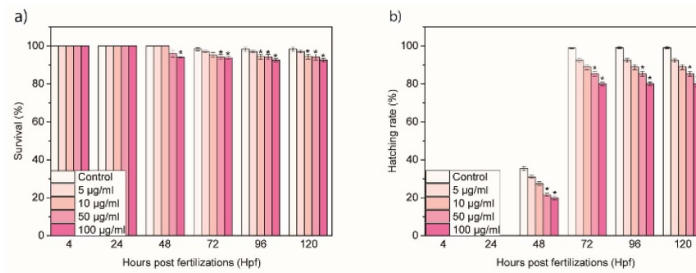 a)
100
80
60
40
20
0
Survival (%)
Control
5 µg/ml
10 µg/ml
50 µg/ml
100 µg/ml
* * * * * * * * * *
4 24 48 72 96 120
Hours post fertilizations (Hpf)
b)
100
80
60
40
20
0
Hatching rate (%)
Control
5 µg/ml
10 µg/ml
50 µg/ml
100 µg/ml
* * * * * * *
4 24 48 72 96 120
Hours post fertilizations (Hpf)